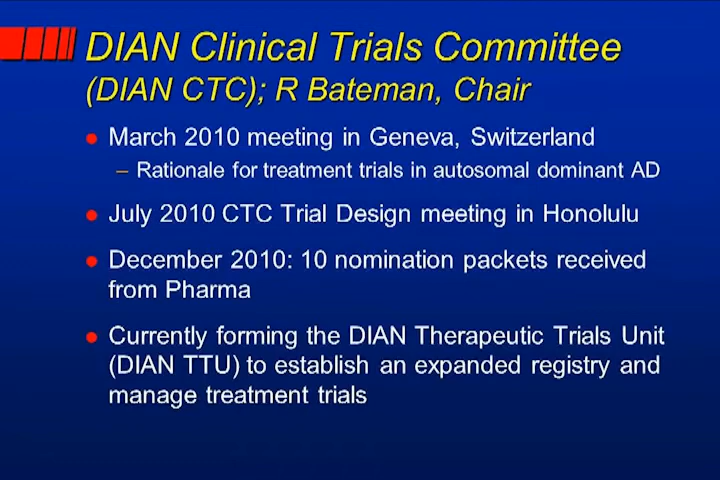 DIAN Clinical Trials Committee
(DIAN CTC); R Bateman, Chair
● March 2010 meeting in Geneva, Switzerland
– Rationale for treatment trials in autosomal dominant AD
● July 2010 CTC Trial Design meeting in Honolulu
● December 2010: 10 nomination packets received
from Pharma
● Currently forming the DIAN Therapeutic Trials Unit
(DIAN TTU) to establish an expanded registry and
manage treatment trials